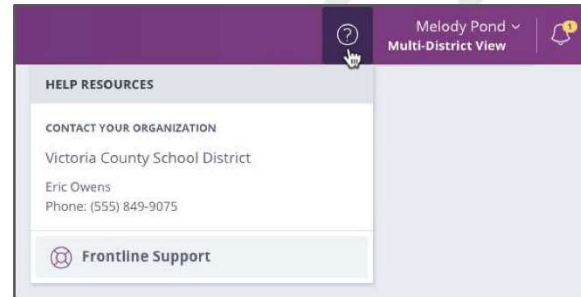 Melody Pond
Multi-District View
1
HELP RESOURCES
CONTACT YOUR ORGANIZATION
Victoria County School District
Eric Owens
Phone: (555) 849-9075
Frontline Support